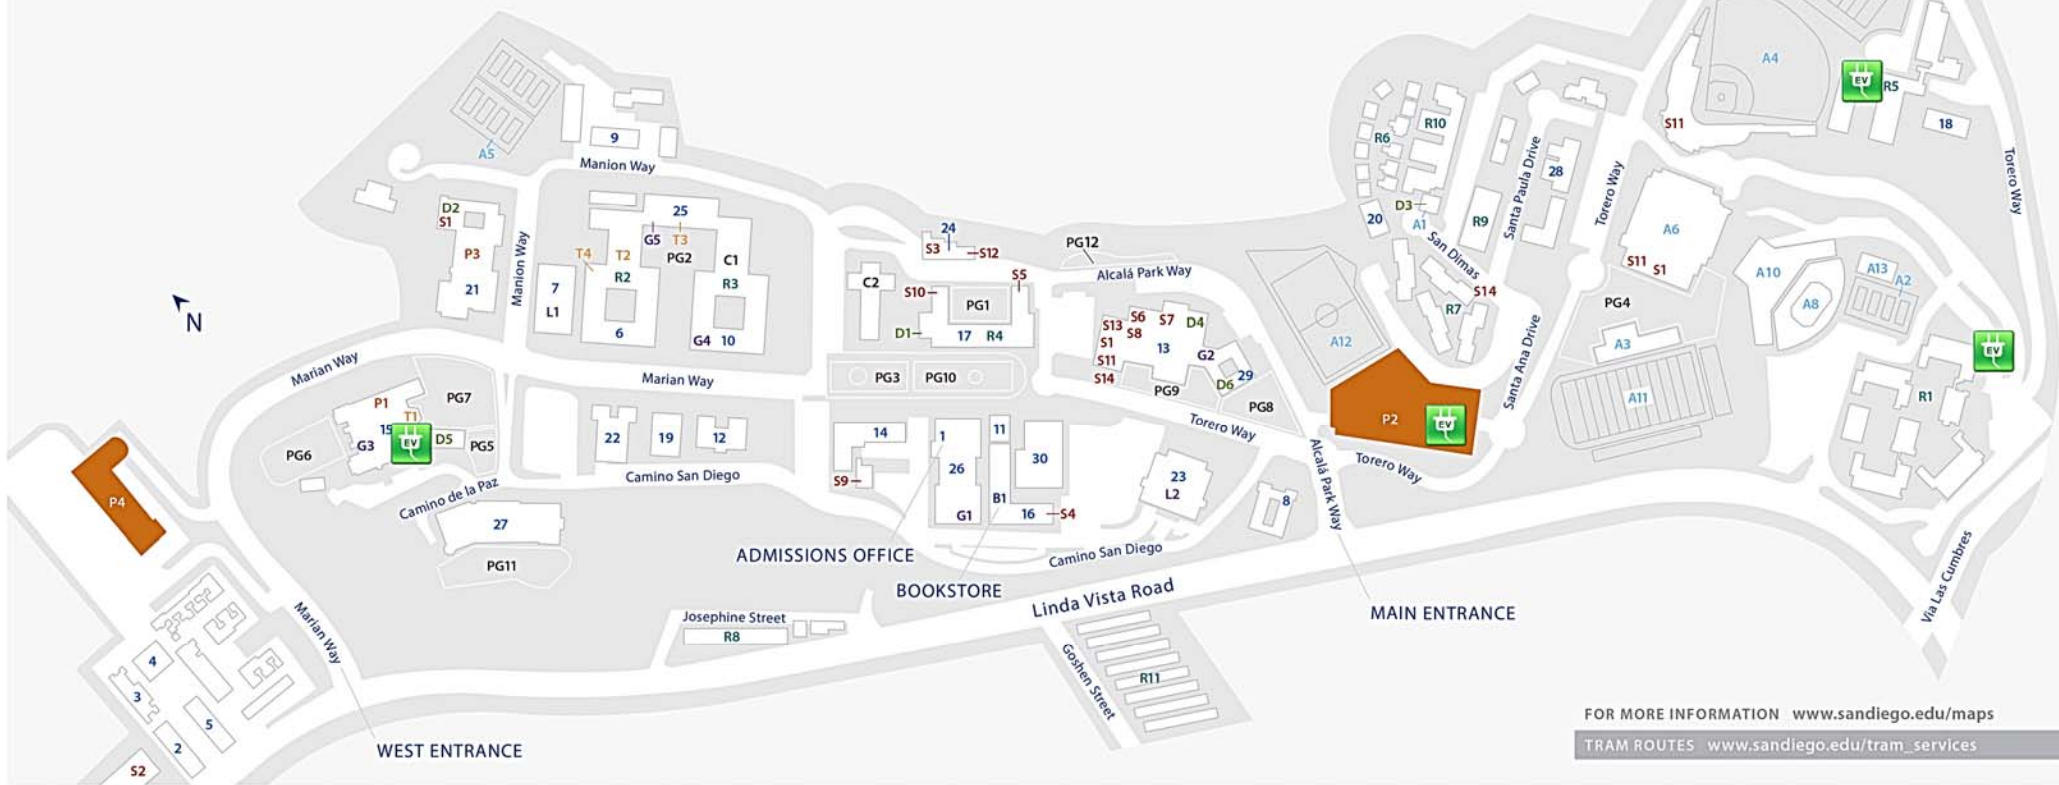 A4
EV
R5
S11
18
R10
R6
9
A5
Manion Way
28
Santa Paula Drive
Torero Way
Torero Way
D2
S1
25
D3
20
A1
R9
G5
T3
24
S3
S12
PG12
San Dimas
A6
P3
T4
T2
PG2
C1
Alcalá Park Way
S11
S1
A10
A13
A2
Manion Way
7
R2
R3
C2
S5
S10
PG1
S14
PG4
A8
21
L1
R7
N
S13
S6
S7
D4
S8
D1
17
R4
S1
13
A12
A3
6
G4
10
S11
G2
EV
Marian Way
Marian Way
PG3
PG10
S14
PG9
D6
29
Santa Ana Drive
A11
R1
P1
PG7
T1
PG8
P2
EV
15
EV
D5
PG5
G3
PG6
22
19
12
14
1
11
Torero Way
Torero Way
26
30
Camino San Diego
S9
23
L2
Alcalá Park Way
P4
Camino de la Paz
B1
8
27
G1
16
S4
ADMISSIONS OFFICE
Camino San Diego
PG11
BOOKSTORE
Linda Vista Road
MAIN ENTRANCE
Via Las Cumbres
Marian Way
Josephine Street
R8
4
Goshen Street
R11
3
5
2
WEST ENTRANCE
S2
FOR MORE INFORMATION www.sandiego.edu/maps
TRAM ROUTES www.sandiego.edu/tram_services